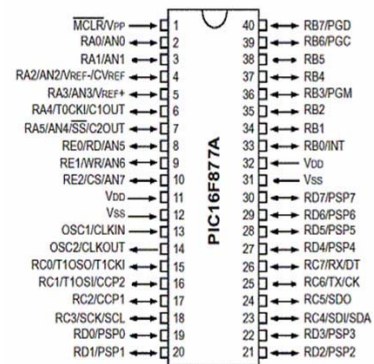 MCLR/VPP 1 40 RB7/PGD
RA0/AN0 2 39 RB6/PGC
RA1/AN1 3 38 RB5
RA2/AN2/VREF-/CVREF 4 37 RB4
RA3/AN3/VREF+ 5 36 RB3/PGM
RA4/T0CKI/C1OUT 6 35 RB2
RA5/AN4/SS/C2OUT 7 34 RB1
RE0/RD/AN5 8 33 RB0/INT
RE1/WR/AN6 9 32 VDD
RE2/CS/AN7 10 31 VSS
VDD 11 30 RD7/PSP7
VSS 12 29 RD6/PSP6
OSC1/CLKIN 13 28 RD5/PSP5
OSC2/CLKOUT 14 27 RD4/PSP4
RC0/T1OSO/T1CKI 15 26 RC7/RX/DT
RC1/T1OSI/CCP2 16 25 RC6/TX/CK
RC2/CCP1 17 24 RC5/SDO
RC3/SCK/SCL 18 23 RC4/SDI/SDA
RD0/PSP0 19 22 RD3/PSP3
RD1/PSP1 20 21 RD2/PSP2
PIC16F877A